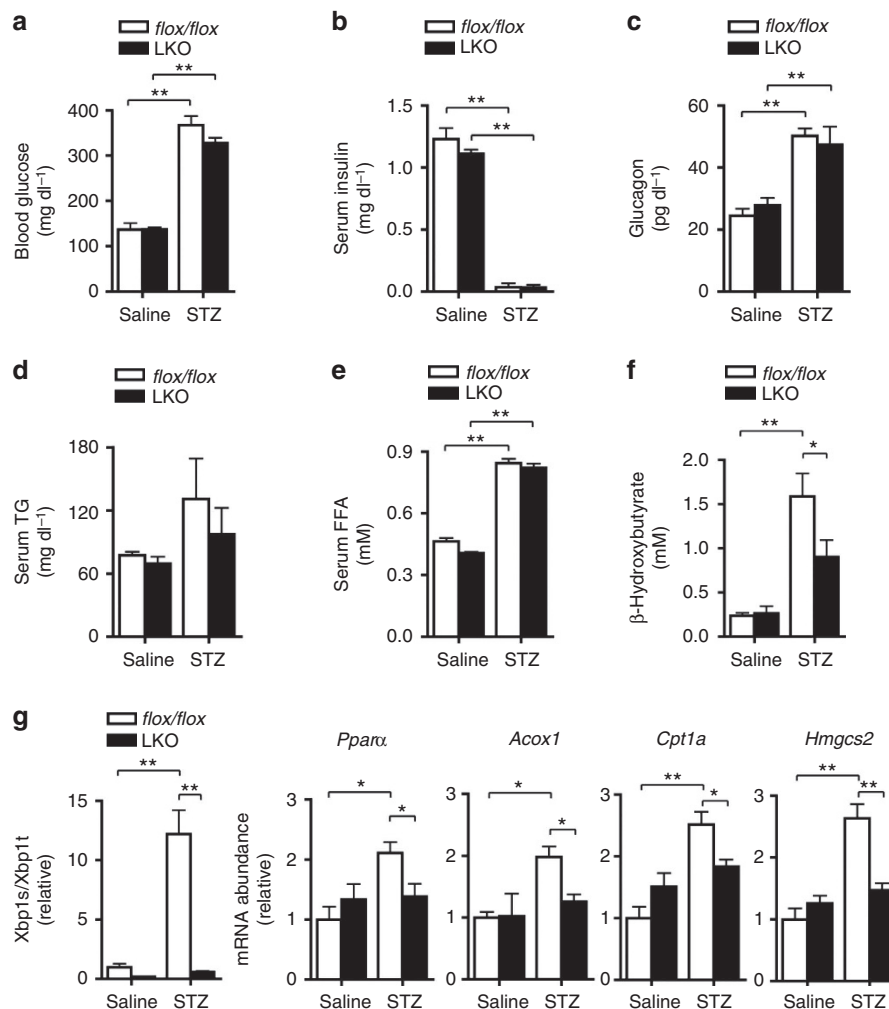 a
flox/flox
LKO
**
**
Blood glucose
(mg dl−1)
400
300
200
100
0
Saline
STZ
b
flox/flox
LKO
**
**
Serum insulin
(mg dl−1)
1.5
1.0
0.5
0.0
Saline
STZ
c
flox/flox
LKO
**
**
Glucagon
(pg dl−1)
60
40
20
0
Saline
STZ
d
flox/flox
LKO
Serum TG
(mg dl−1)
180
120
60
0
Saline
STZ
e
flox/flox
LKO
**
**
Serum FFA
(mM)
0.9
0.6
0.3
0.0
Saline
STZ
f
flox/flox
LKO
**
*
β-Hydroxybutyrate
(mM)
2.0
1.5
1.0
0.5
0.0
Saline
STZ
g
flox/flox
LKO
**
**
Xbp1s/Xbp1t
(relative)
15
10
5
0
Saline
STZ
Pparα
*
*
mRNA abundance
(relative)
3
2
1
0
Saline
STZ
Acox1
*
*
3
2
1
0
Saline
STZ
Cpt1a
**
*
3
2
1
0
Saline
STZ
Hmgcs2
**
**
3
2
1
0
Saline
STZ